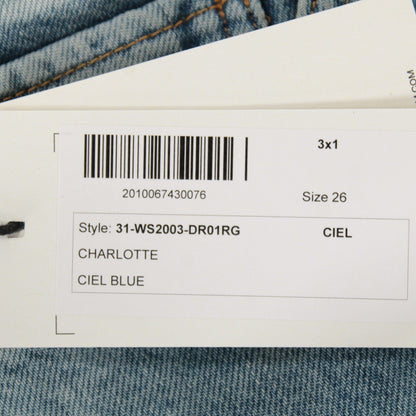 3x1
2010067430076
Size 26
Style: 31-WS2003-DR01RG CIEL
CHARLOTTE
CIEL BLUE